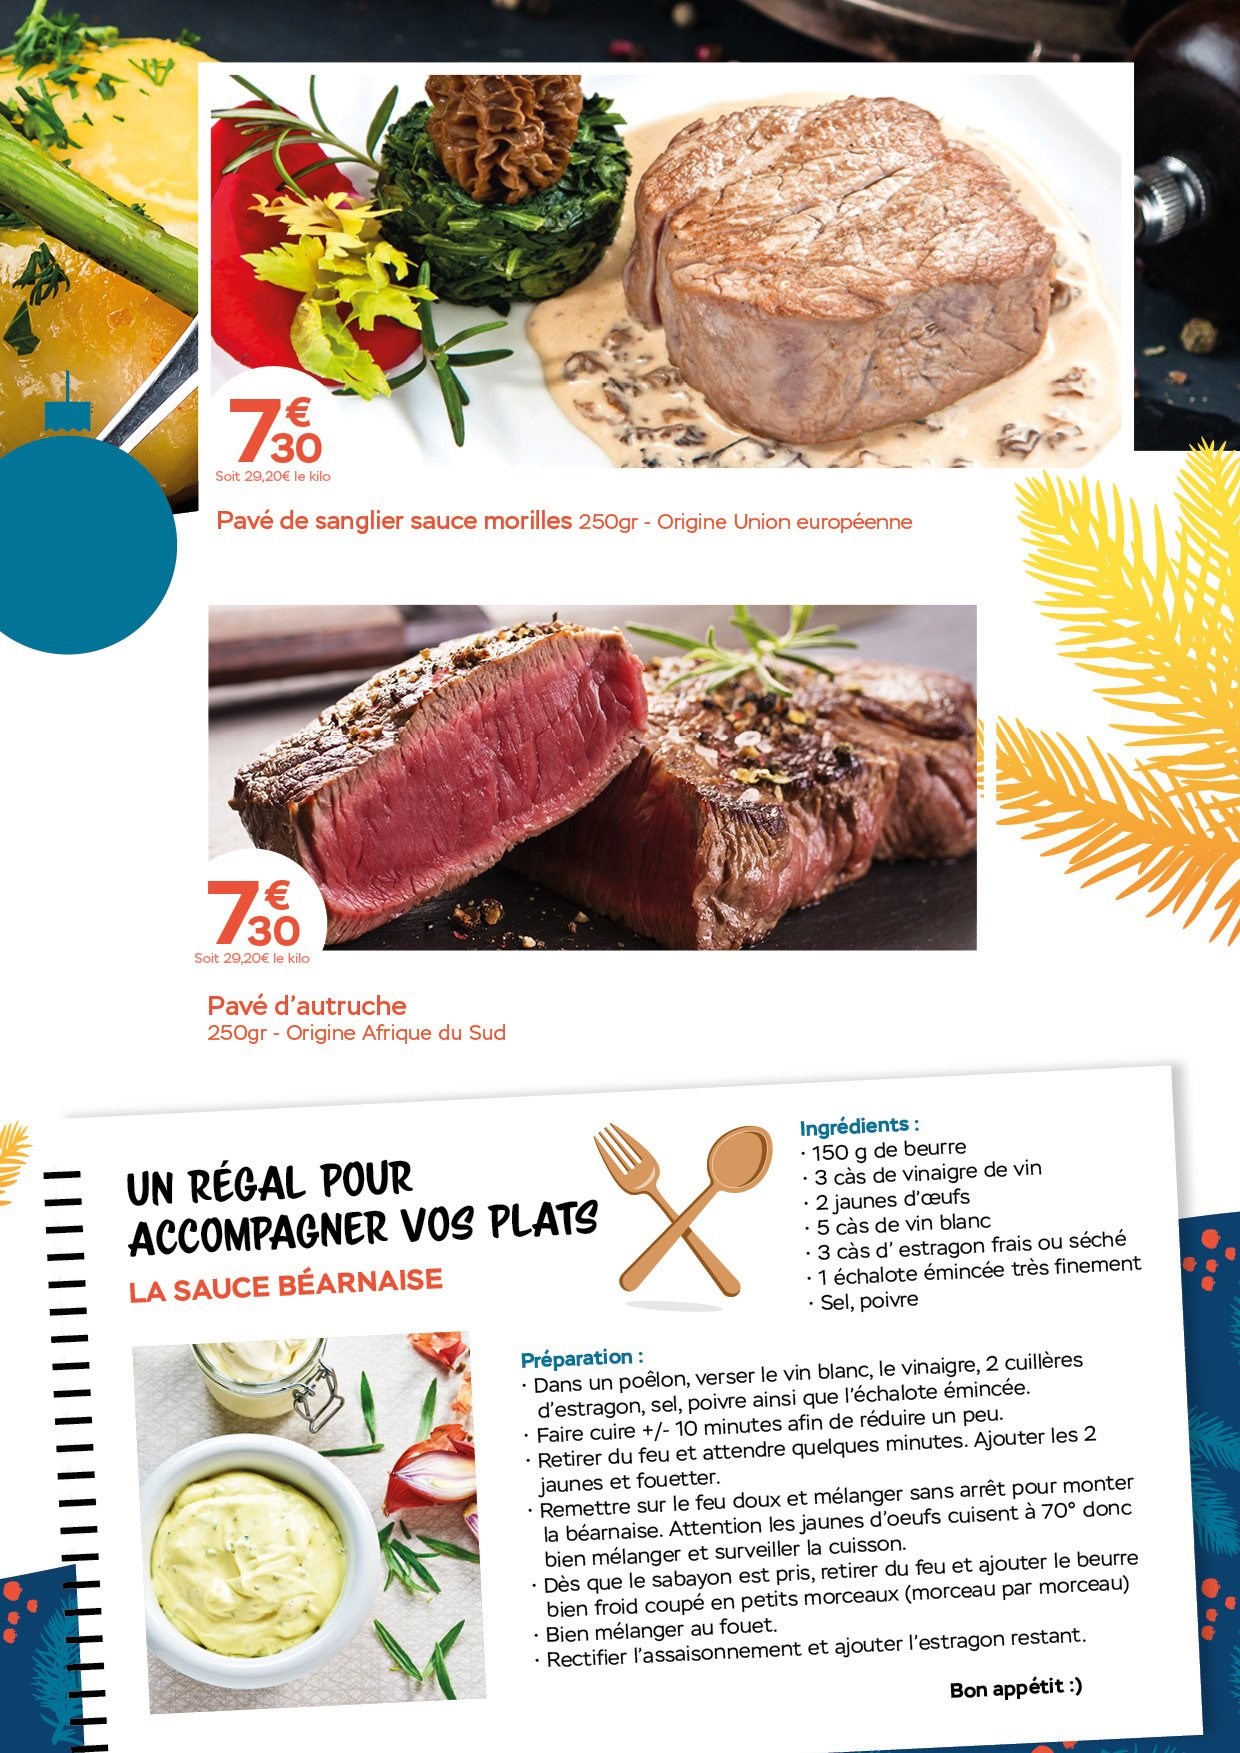 7€30
Soit 29,20€ le kilo
Pavé de sanglier sauce morilles 250gr - Origine Union européenne
7€30
Soit 29,20€ le kilo
Pavé d'autruche
250gr - Origine Afrique du Sud
UN RÉGAL POUR
ACCOMPAGNER VOS PLATS
LA SAUCE BÉARNAISE
Ingrédients :
· 150 g de beurre
· 3 càs de vinaigre de vin
· 2 jaunes d'œufs
· 5 càs de vin blanc
· 3 càs d' estragon frais ou séché
· 1 échalote émincée très finement
· Sel, poivre
Préparation :
· Dans un poêlon, verser le vin blanc, le vinaigre, 2 cuillères
d'estragon, sel, poivre ainsi que l'échalote émincée.
· Faire cuire +/- 10 minutes afin de réduire un peu.
· Retirer du feu et attendre quelques minutes. Ajouter les 2
jaunes et fouetter.
· Remettre sur le feu doux et mélanger sans arrêt pour monter
la béarnaise. Attention les jaunes d'oeufs cuisent à 70° donc
bien mélanger et surveiller la cuisson.
· Dès que le sabayon est pris, retirer du feu et ajouter le beurre
bien froid coupé en petits morceaux (morceau par morceau)
· Bien mélanger au fouet.
· Rectifier l'assaisonnement et ajouter l'estragon restant.
Bon appétit :)